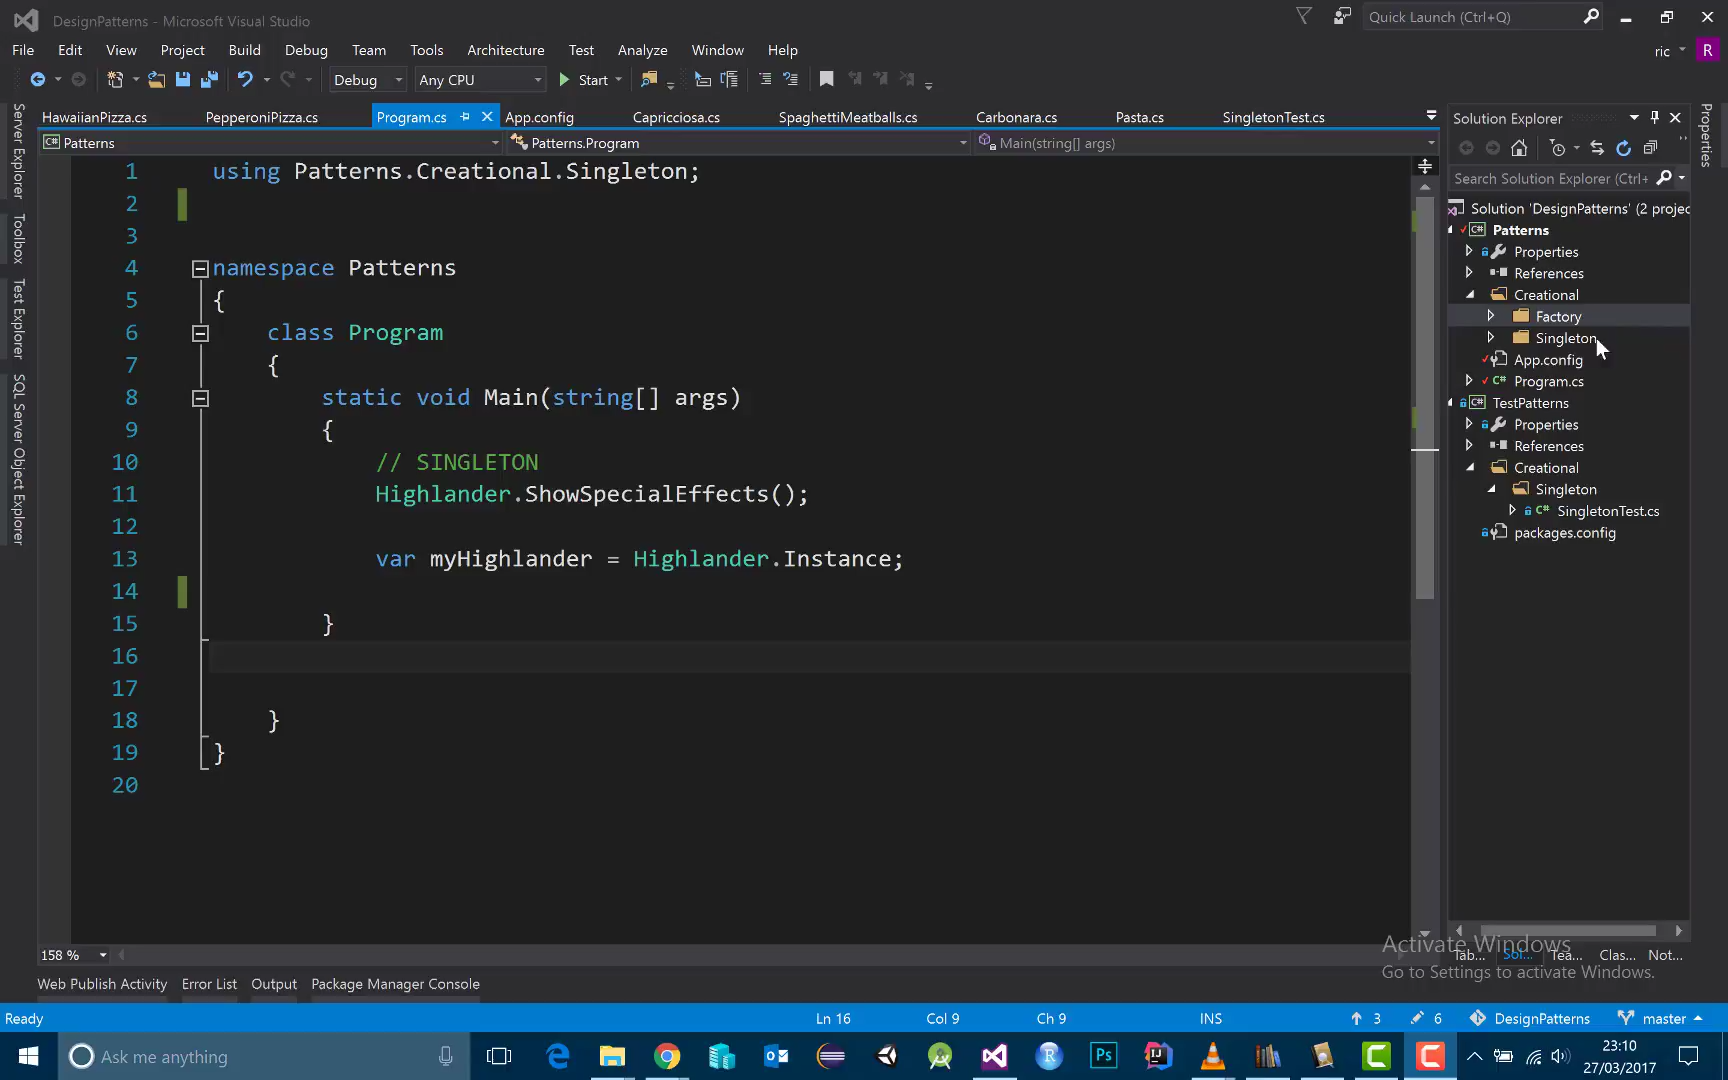 DesignPatterns - Microsoft Visual Studio
Quick Launch (Ctrl+Q)
File Edit View Project Build Debug Team Tools Architecture Test Analyze Window Help
ric R
Debug Any CPU Start
HawaiianPizza.cs PepperoniPizza.cs Program.cs App.config Capricciosa.cs SpaghettiMeatballs.cs Carbonara.cs Pasta.cs SingletonTest.cs
Patterns Patterns.Program Main(string[] args)
Server Explorer
Toolbox
Test Explorer
SQL Server Object Explorer
1 using Patterns.Creational.Singleton;
2
3
4 namespace Patterns
5 {
6 class Program
7 {
8 static void Main(string[] args)
9 {
10 // SINGLETON
11 Highlander.ShowSpecialEffects();
12
13 var myHighlander = Highlander.Instance;
14
15 }
16
17
18 }
19 }
20
158 %
Solution Explorer
Properties
Search Solution Explorer (Ctrl+
Solution 'DesignPatterns' (2 projec
C# Patterns
Properties
References
Creational
Factory
Singleton
App.config
C# Program.cs
C# TestPatterns
Properties
References
Creational
Singleton
C# SingletonTest.cs
packages.config
Tab... Sol... Tea... Clas... Not...
Activate Windows
Go to Settings to activate Windows.
Web Publish Activity Error List Output Package Manager Console
Ready Ln 16 Col 9 Ch 9 INS 3 6 DesignPatterns master
Ask me anything
Ps
23:10
27/03/2017